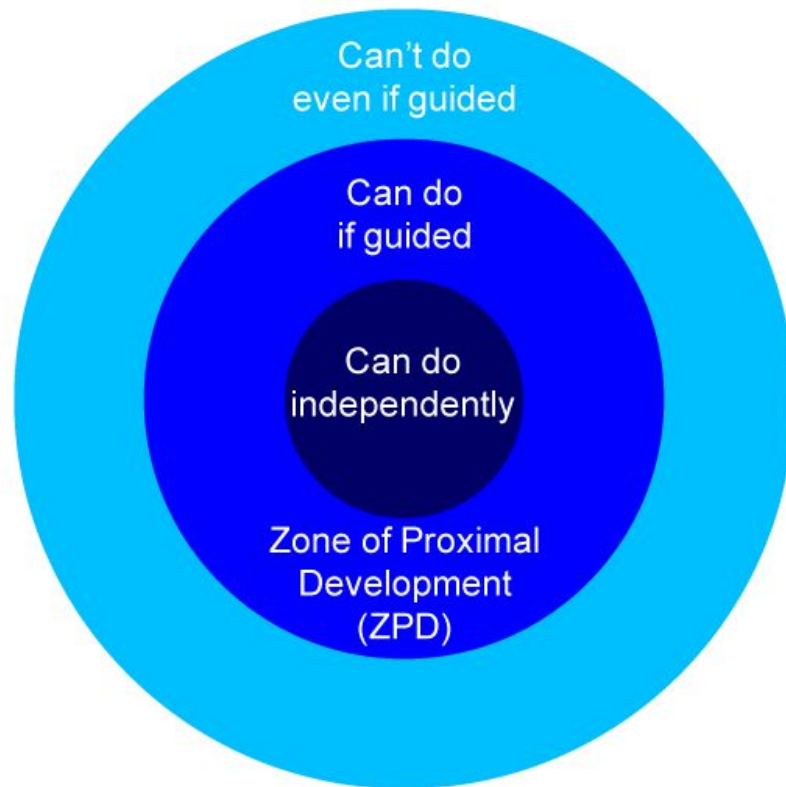 Can’t do
even if guided
Can do
if guided
Can do
independently
Zone of Proximal
Development
(ZPD)